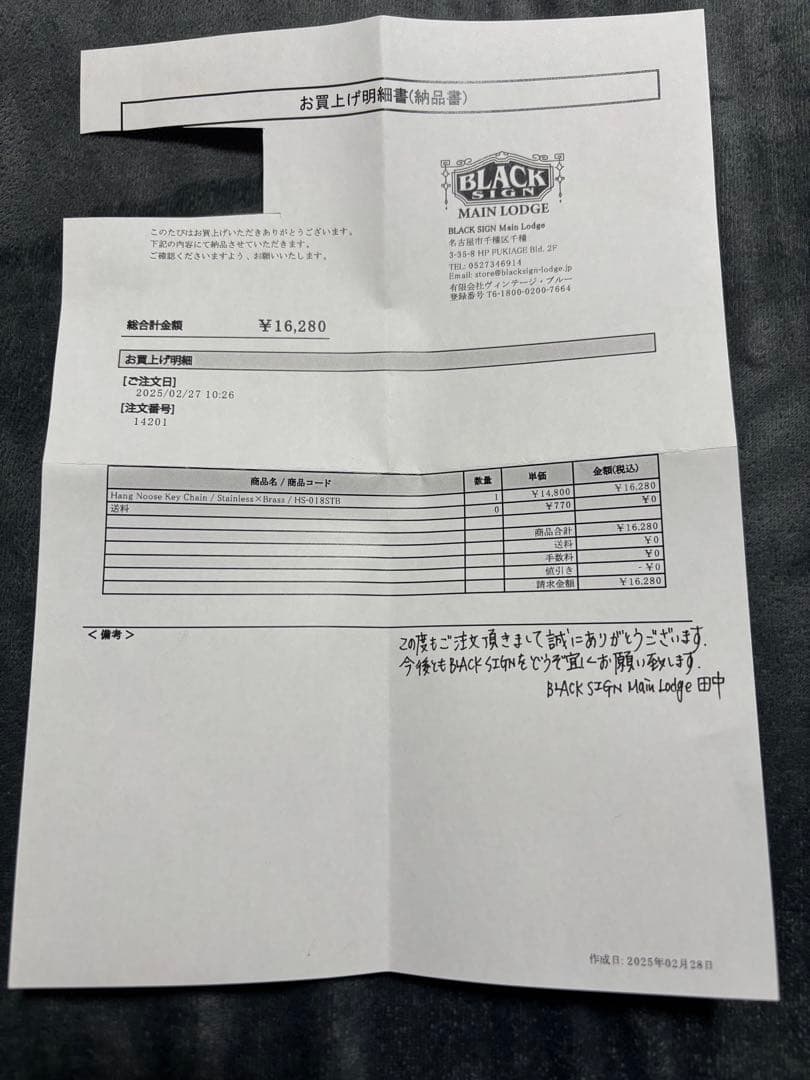 お買上げ明細書(納品書)
BLACK
SIGN
MAIN LODGE
このたびはお買上げいただきありがとうございます。
下記の内容にて納品させていただきます。
ご確認くださいますよう、お願いいたします。
BLACK SIGN Main Lodge
名古屋市千種区千種
3-35-8 HP FUKIAGE Bld. 2F
TEL: 0527346914
Email: store@blacksign-lodge.jp
有限会社ヴィンテージ・ブルー
登録番号 T6-1800-0200-7664
総合計金額 ￥16,280
お買上げ明細
[ご注文日]
2025/02/27 10:26
[注文番号]
14201
商品名 / 商品コード 数量 単価 金額(税込)
Hang Noose Key Chain / Stainless×Brass / HS-018STB 1 ￥14,800 ￥16,280
送料 0 ￥770 ￥0
商品合計 ￥16,280
送料 ￥0
手数料 ￥0
値引き -￥0
請求金額 ￥16,280
＜備考＞
この度もご注文頂きまして誠にありがとうございます.
今後ともBLACK SIGNをどうぞ宜しくお願い致します.
BLACK SIGN Main Lodge 田中
作成日: 2025年02月28日